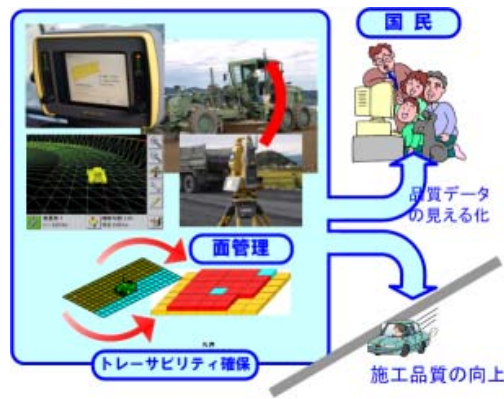 国民
品質データ
の見える化
面管理
トレーサビリティ確保
施工品質の向上